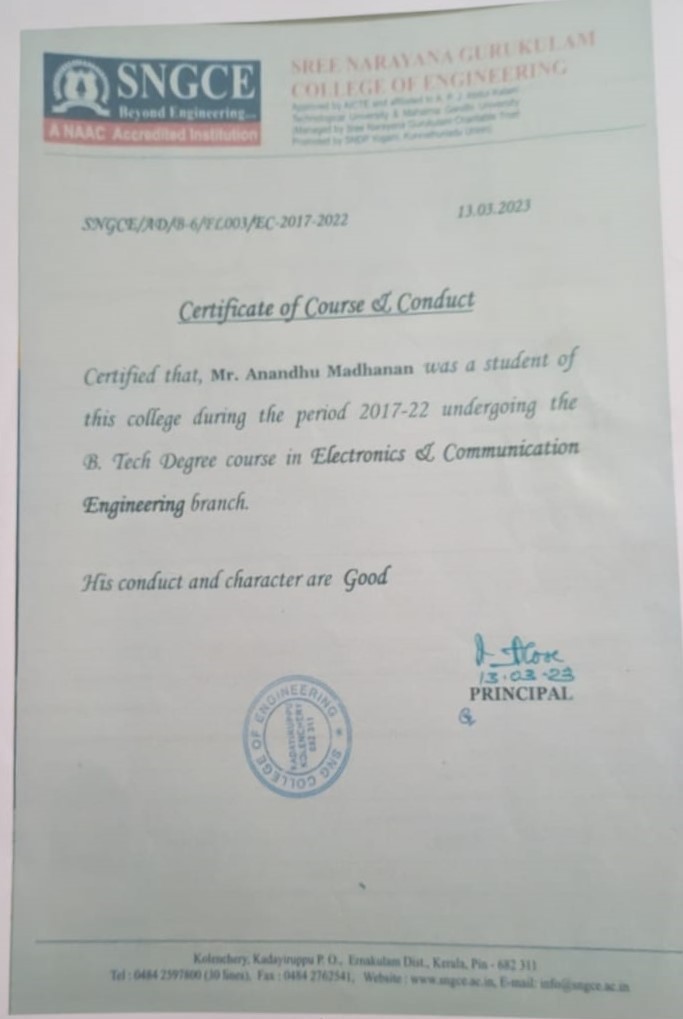 SNGCE
Beyond Engineering...
A NAAC Accredited Institution
SREE NARAYANA GURUKULAM
COLLEGE OF ENGINEERING
Approved by AICTE and affiliated to A. P. J. Abdul Kalam
Technological University & Mahatma Gandhi University
Managed by Sree Narayana Gurukulam Charitable Trust
Promoted by SNDP Yogam, Kunnathunadu Union
SNGCE/AD/B-6/FL003/EC-2017-2022
13.03.2023
Certificate of Course & Conduct
Certified that, Mr. Anandhu Madhanan was a student of
this college during the period 2017-22 undergoing the
B. Tech Degree course in Electronics & Communication
Engineering branch.
His conduct and character are Good
13-03-23
PRINCIPAL
SNG COLLEGE OF ENGINEERING *
KADAYIRUPPU
KOLENCHERY
682 311
Kolenchery, Kadayiruppu P. O., Ernakulam Dist., Kerala, Pin - 682 311
Tel : 0484 2597800 (30 lines), Fax : 0484 2762541, Website : www.sngce.ac.in, E-mail: info@sngce.ac.in